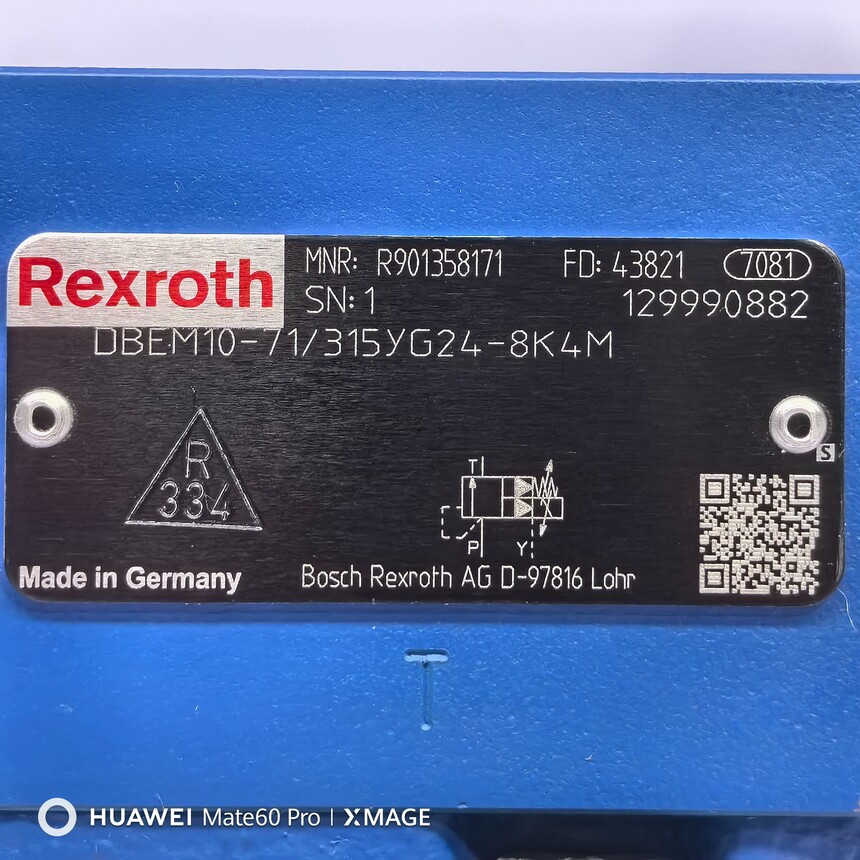 Rexroth
MNR: R901358171 FD: 43821 7081
SN: 1 129990882
DBEM10-71/315YG24-8K4M
R
334
S
T
P Y
Made in Germany
Bosch Rexroth AG D-97816 Lohr
T
HUAWEI Mate60 Pro | XMAGE